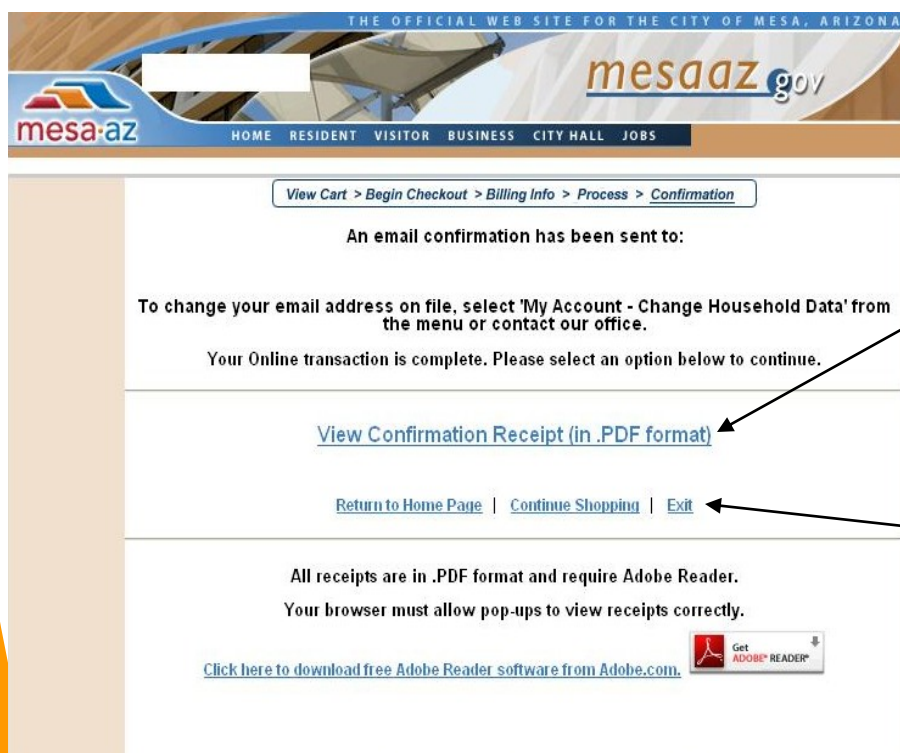 THE OFFICIAL WEB SITE FOR THE CITY OF MESA, ARIZONA
mesaaz gov
mesa·az
HOME RESIDENT VISITOR BUSINESS CITY HALL JOBS
View Cart > Begin Checkout > Billing Info > Process > Confirmation
An email confirmation has been sent to:
To change your email address on file, select 'My Account - Change Household Data' from
the menu or contact our office.
Your Online transaction is complete. Please select an option below to continue.
View Confirmation Receipt (in .PDF format)
Return to Home Page | Continue Shopping | Exit
All receipts are in .PDF format and require Adobe Reader.
Your browser must allow pop-ups to view receipts correctly.
Get
ADOBE® READER®
Click here to download free Adobe Reader software from Adobe.com.